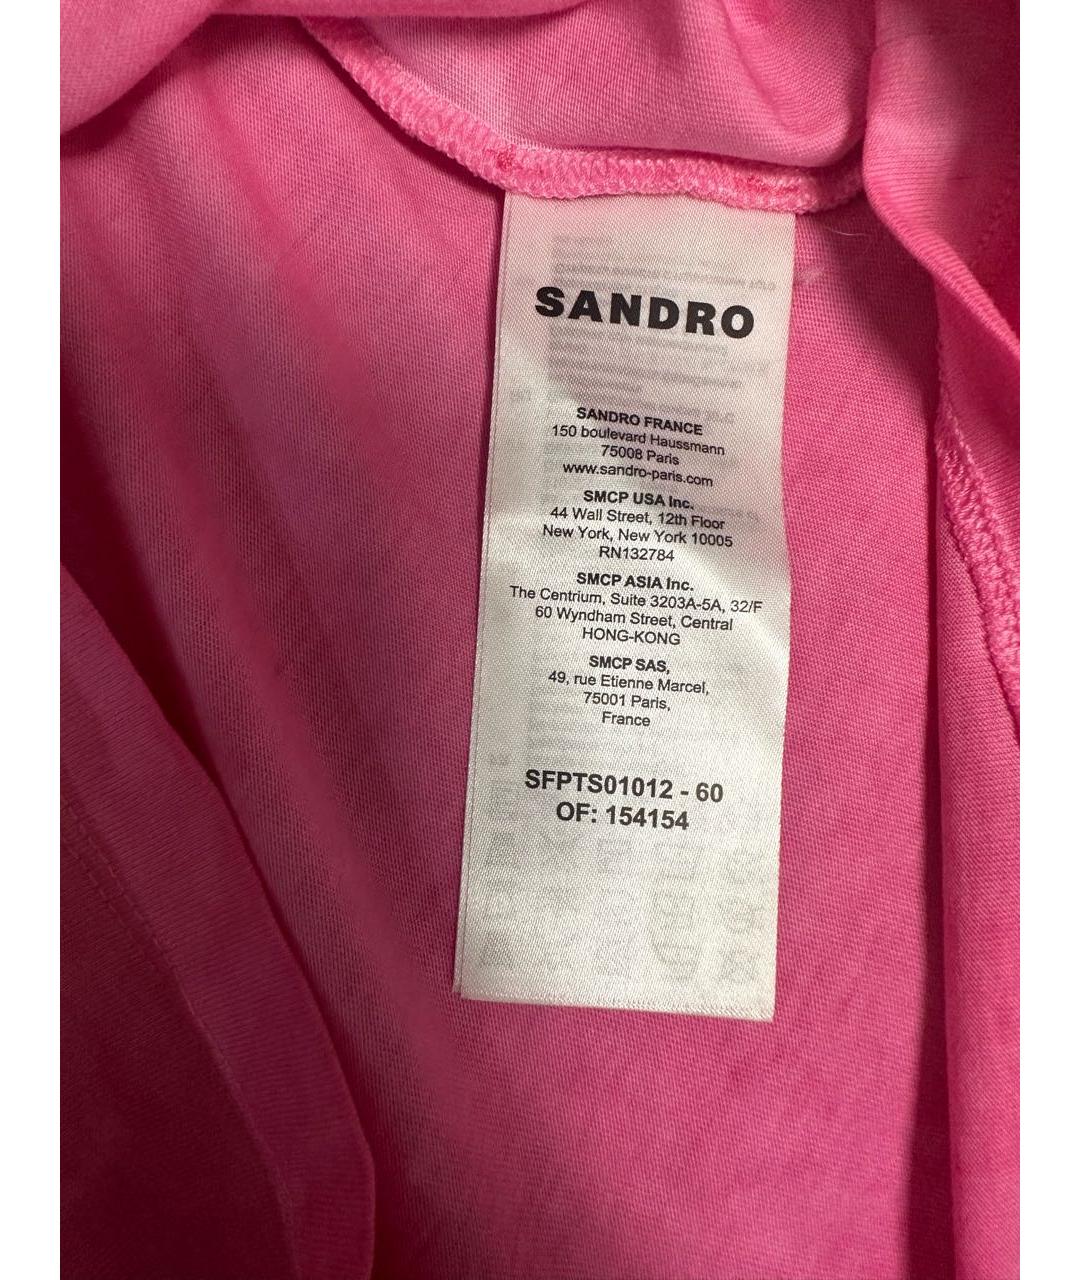 SANDRO
SANDRO FRANCE
150 boulevard Haussmann
75008 Paris
www.sandro-paris.com
SMCP USA Inc.
44 Wall Street, 12th Floor
New York, New York 10005
RN132784
SMCP ASIA Inc.
The Centrium, Suite 3203A-5A, 32/F
60 Wyndham Street, Central
HONG-KONG
SMCP SAS,
49, rue Etienne Marcel,
75001 Paris,
France
SFPTS01012 - 60
OF: 154154